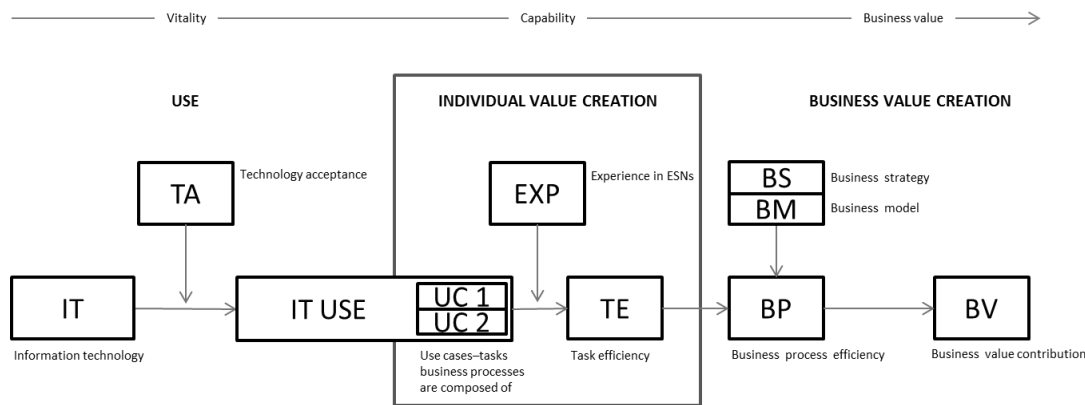 Vitality
Capability
Business value
USE
INDIVIDUAL VALUE CREATION
BUSINESS VALUE CREATION
TA
Technology acceptance
EXP
Experience in ESNs
BS
Business strategy
BM
Business model
IT
IT USE
UC 1
UC 2
TE
BP
BV
Information technology
Use cases–tasks
business processes
are composed of
Task efficiency
Business process efficiency
Business value contribution